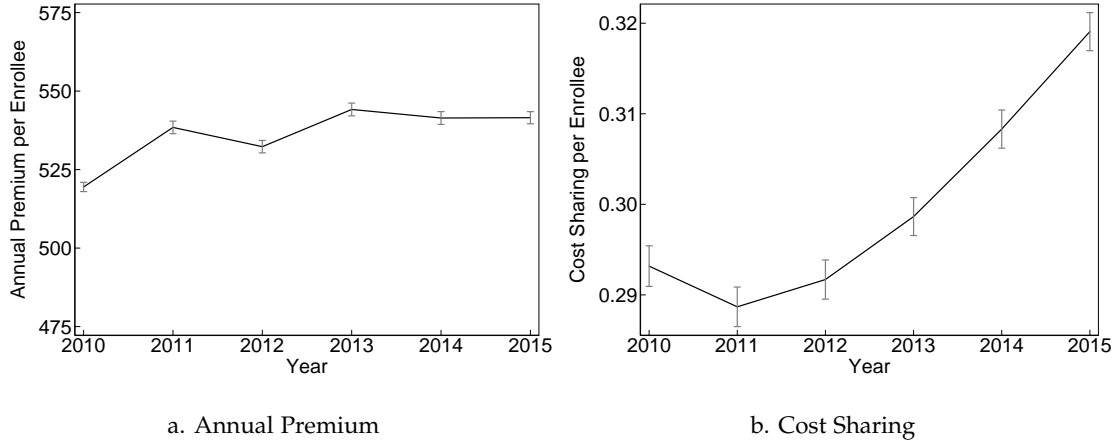 Annual Premium per Enrollee
575
550
525
500
475
2010 2011 2012 2013 2014 2015
Year
a. Annual Premium
Cost Sharing per Enrollee
0.32
0.31
0.30
0.29
2010 2011 2012 2013 2014 2015
Year
b. Cost Sharing